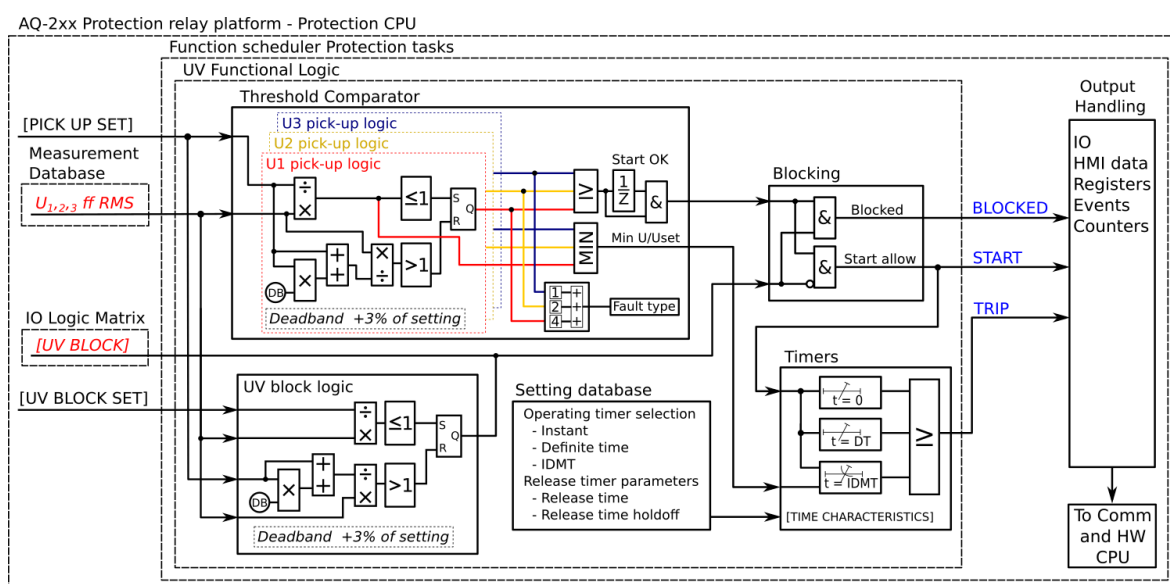 AQ-2xx Protection relay platform - Protection CPU
Function scheduler Protection tasks
UV Functional Logic
Threshold Comparator
[PICK UP SET]
Measurement
Database
U1,2,3 ff RMS
U3 pick-up logic
U2 pick-up logic
U1 pick-up logic
÷
×
≤1
S
Q
R
DB
×
+
+
×
÷
>1
Deadband +3% of setting
≥
Start OK
1
Z
&
MIN
Min U/Uset
1 +
2 +
4 +
Fault type
Blocking
&
Blocked
&
Start allow
BLOCKED
START
TRIP
Output
Handling
IO
HMI data
Registers
Events
Counters
To Comm
and HW
CPU
IO Logic Matrix
[UV BLOCK]
[UV BLOCK SET]
UV block logic
÷
×
≤1
S
Q
R
DB
×
+
+
÷
×
>1
Deadband +3% of setting
Setting database
Operating timer selection
- Instant
- Definite time
- IDMT
Release timer parameters
- Release time
- Release time holdoff
Timers
t = 0
t = DT
t = IDMT
≥
[TIME CHARACTERISTICS]